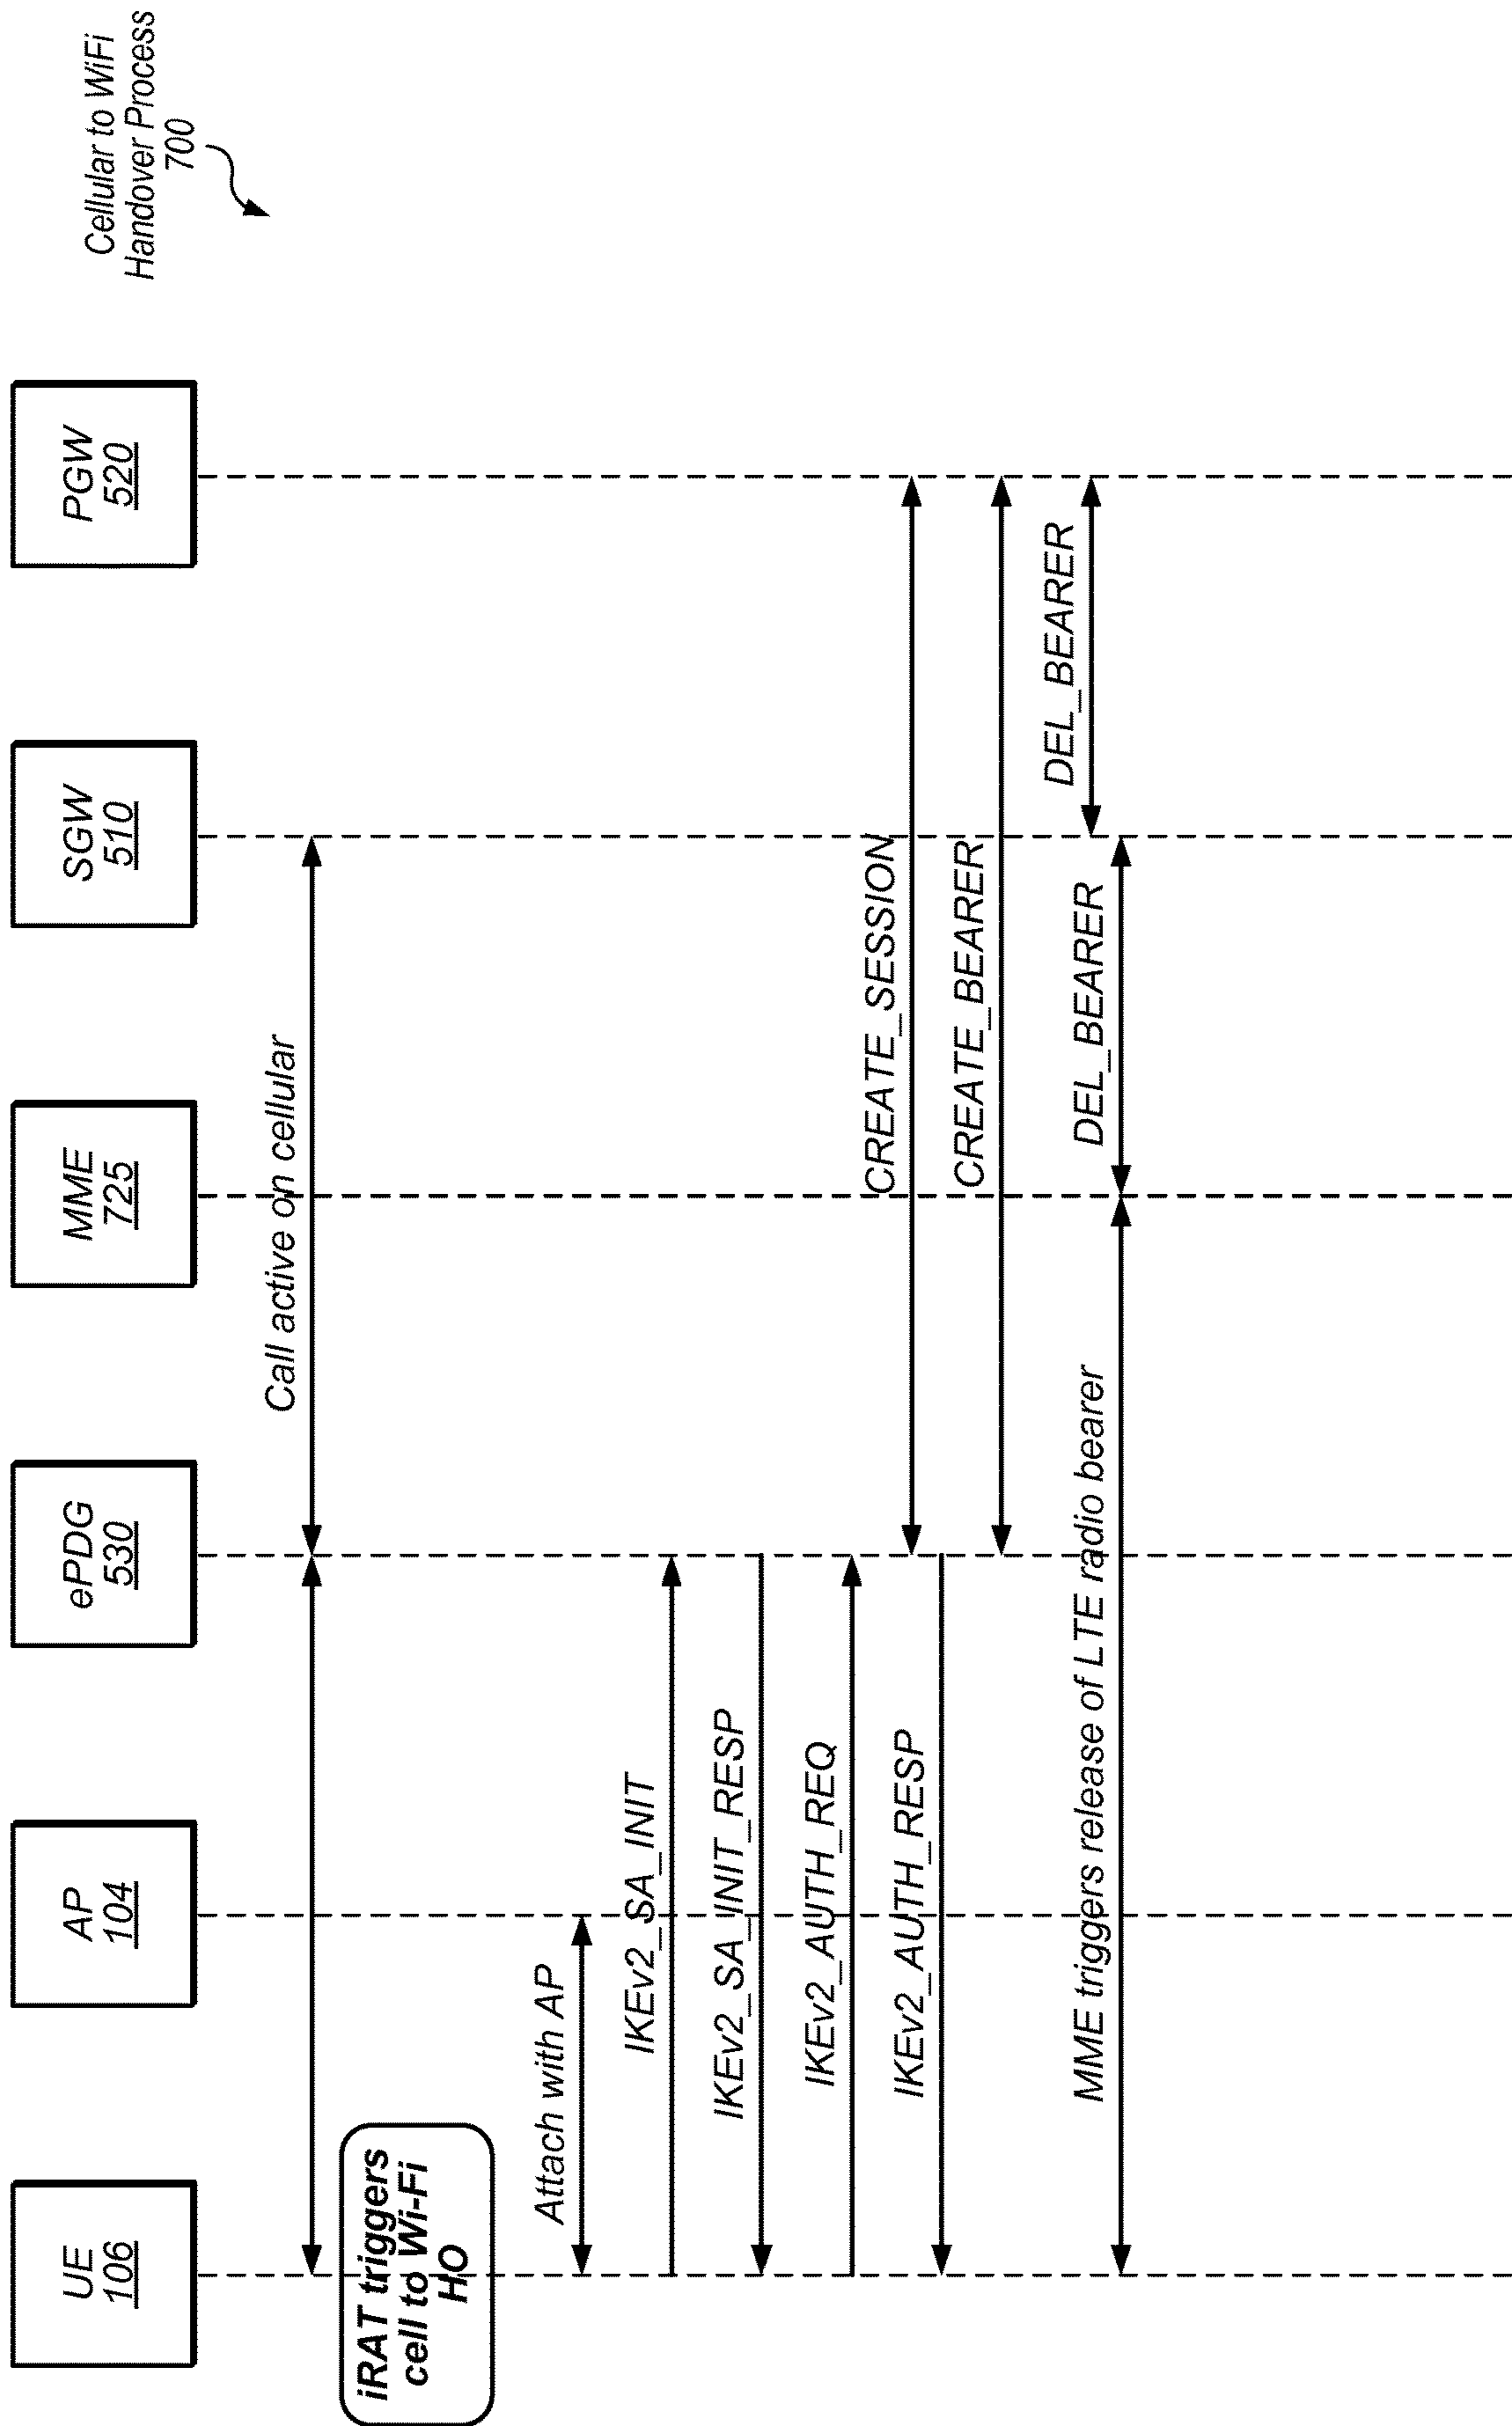 Cellular to WiFi
Handover Process
700
UE
106
AP
104
ePDG
530
MME
725
SGW
510
PGW
520
Call active on cellular
iRAT triggers
cell to Wi-Fi
HO
Attach with AP
IKEv2_SA_INIT
IKEv2_SA_INIT_RESP
IKEv2_AUTH_REQ
CREATE_SESSION
IKEv2_AUTH_RESP
CREATE_BEARER
DEL_BEARER
MME triggers release of LTE radio bearer
DEL_BEARER